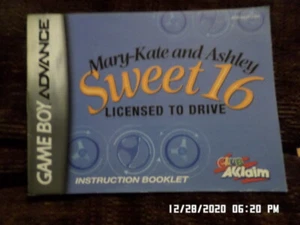 GAME BOY ADVANCE
Mary-Kate and Ashley
Sweet 16
LICENSED TO DRIVE
INSTRUCTION BOOKLET
Acclaim
12/28/2020 06:20 PM